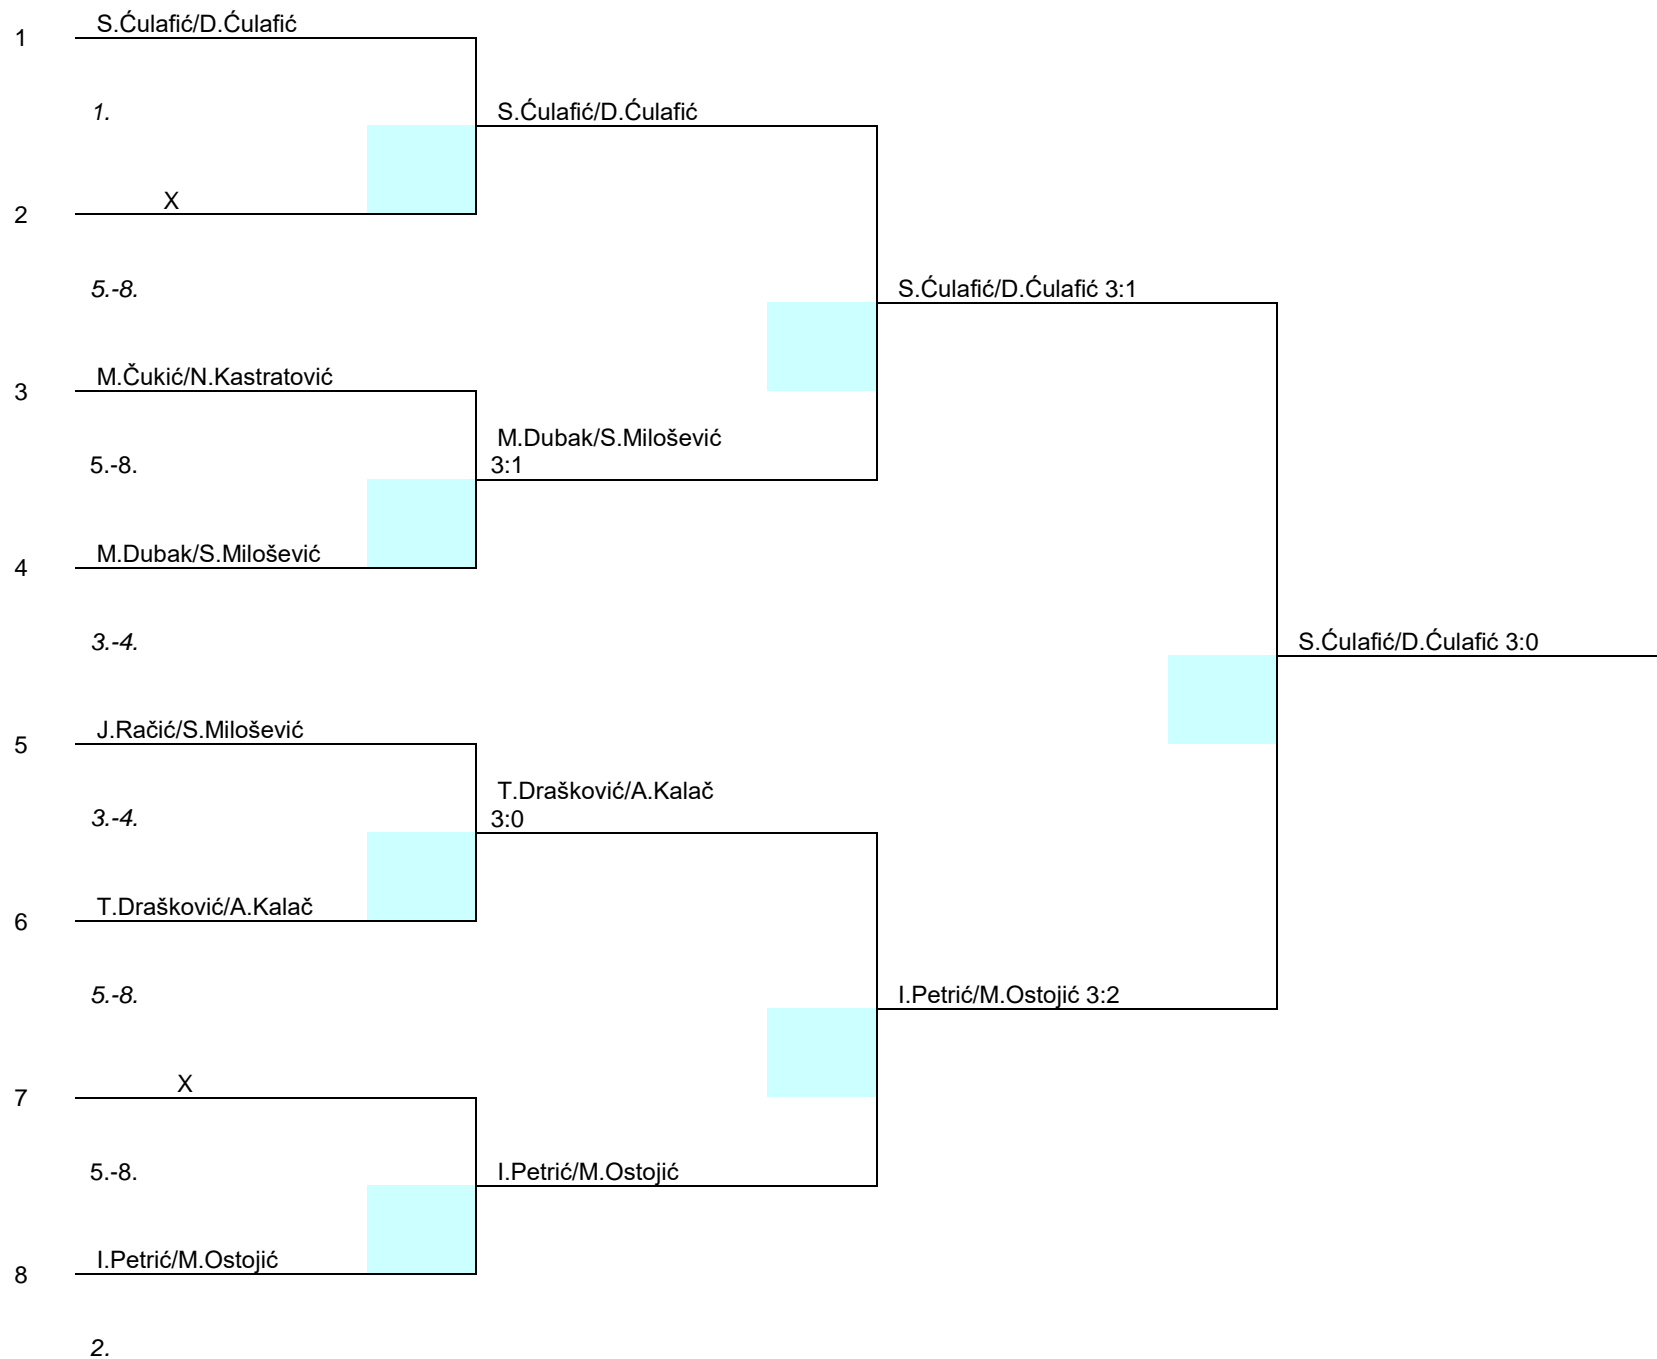 S.Ćulafić/D.Ćulafić
1
1.
S.Ćulafić/D.Ćulafić
X
2
5.-8.
S.Ćulafić/D.Ćulafić 3:1
M.Čukić/N.Kastratović
3
M.Dubak/S.Milošević
5.-8.
3:1
M.Dubak/S.Milošević
4
3.-4.
S.Ćulafić/D.Ćulafić 3:0
J.Račić/S.Milošević
5
T.Drašković/A.Kalač
3.-4.
3:0
T.Drašković/A.Kalač
6
5.-8.
I.Petrić/M.Ostojić 3:2
X
7
5.-8.
I.Petrić/M.Ostojić
I.Petrić/M.Ostojić
8
2.